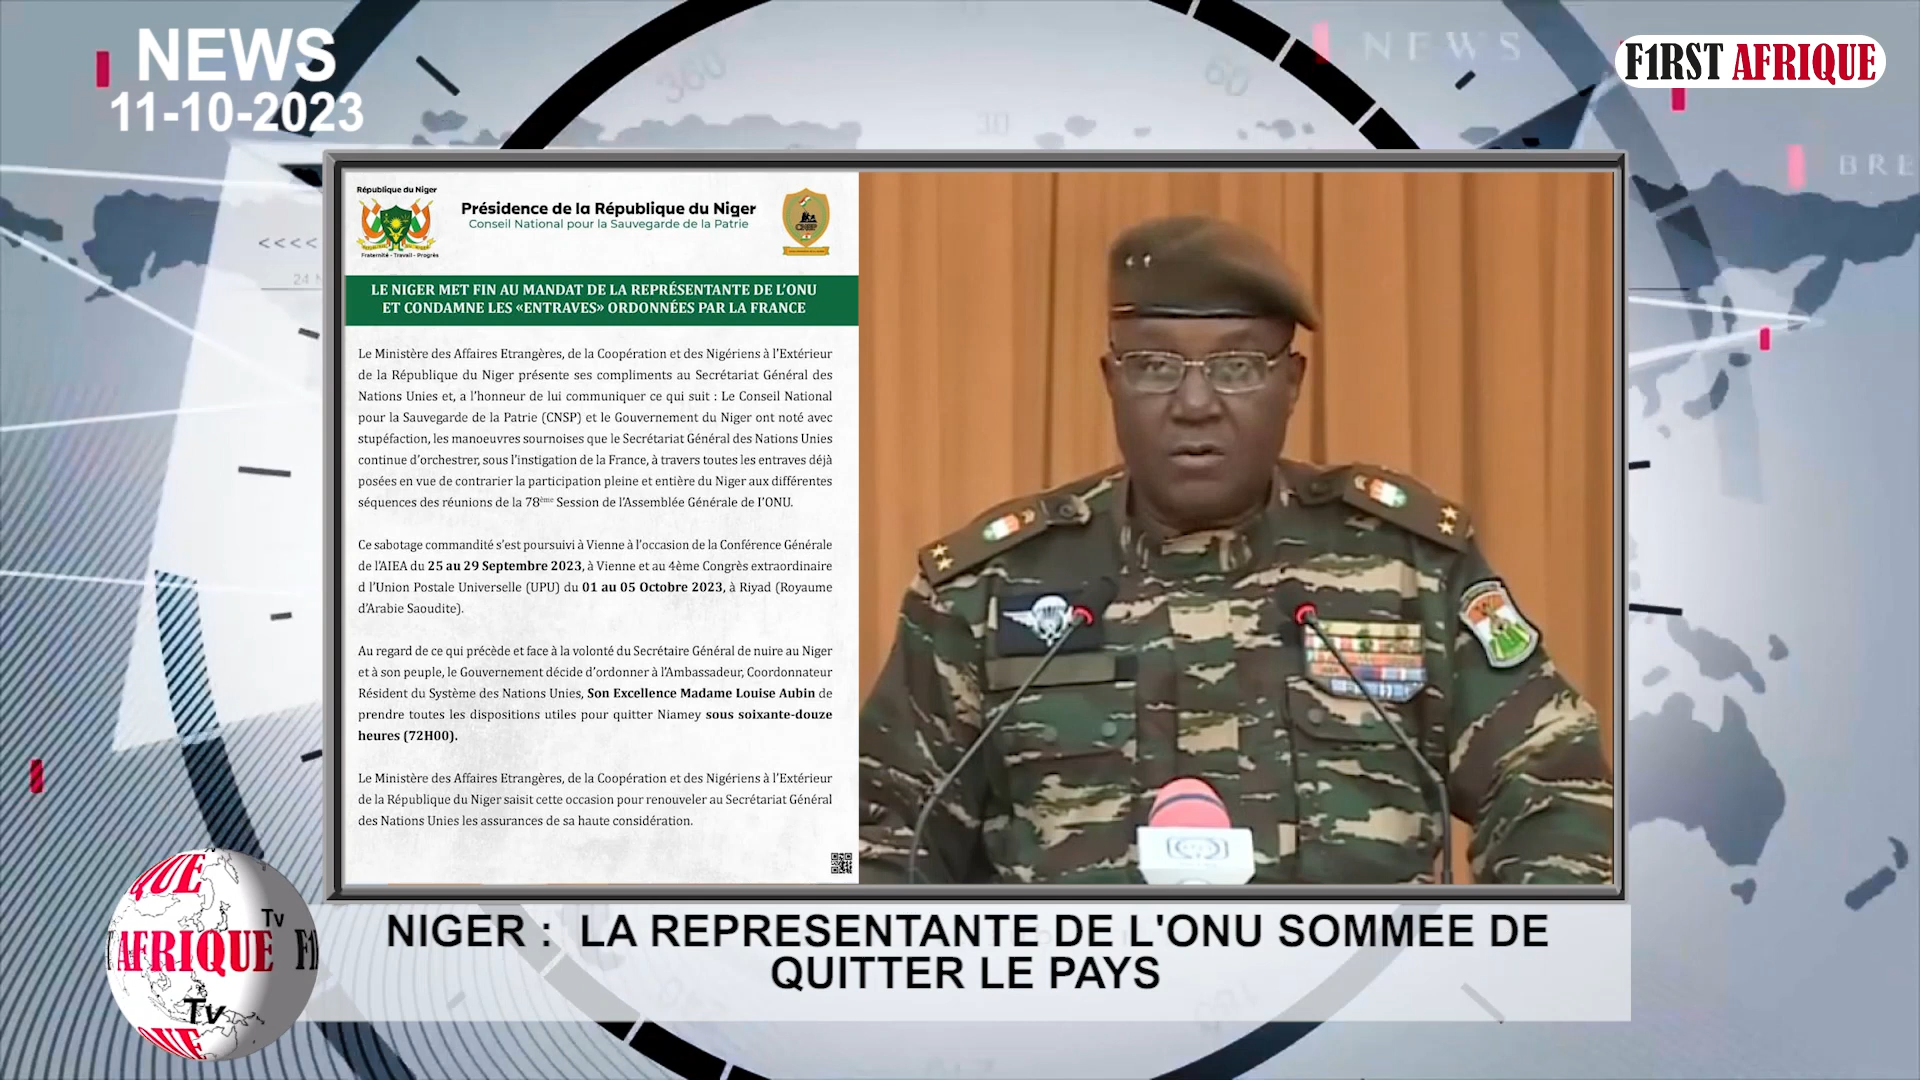 NEWS
11-10-2023
NEWS
F1RST AFRIQUE
360
60
30
BRE
<<<<
24
République du Niger
Fraternité - Travail - Progrès
Présidence de la République du Niger
Conseil National pour la Sauvegarde de la Patrie
CNSP
LE NIGER MET FIN AU MANDAT DE LA REPRÉSENTANTE DE L'ONU
ET CONDAMNE LES «ENTRAVES» ORDONNÉES PAR LA FRANCE
Le Ministère des Affaires Etrangères, de la Coopération et des Nigériens à l'Extérieur
de la République du Niger présente ses compliments au Secrétariat Général des
Nations Unies et, a l'honneur de lui communiquer ce qui suit : Le Conseil National
pour la Sauvegarde de la Patrie (CNSP) et le Gouvernement du Niger ont noté avec
stupéfaction, les manoeuvres sournoises que le Secrétariat Général des Nations Unies
continue d'orchestrer, sous l'instigation de la France, à travers toutes les entraves déjà
posées en vue de contrarier la participation pleine et entière du Niger aux différentes
séquences des réunions de la 78ème Session de l'Assemblée Générale de l'ONU.
Ce sabotage commandité s'est poursuivi à Vienne à l'occasion de la Conférence Générale
de l'AIEA du 25 au 29 Septembre 2023, à Vienne et au 4ème Congrès extraordinaire
d l'Union Postale Universelle (UPU) du 01 au 05 Octobre 2023, à Riyad (Royaume
d'Arabie Saoudite).
Au regard de ce qui précède et face à la volonté du Secrétaire Général de nuire au Niger
et à son peuple, le Gouvernement décide d'ordonner à l'Ambassadeur, Coordonnateur
Résident du Système des Nations Unies, Son Excellence Madame Louise Aubin de
prendre toutes les dispositions utiles pour quitter Niamey sous soixante-douze
heures (72H00).
Le Ministère des Affaires Etrangères, de la Coopération et des Nigériens à l'Extérieur
de la République du Niger saisit cette occasion pour renouveler au Secrétariat Général
des Nations Unies les assurances de sa haute considération.
QUE
Tv
AFRIQUE F1
Tv
NIGER : LA REPRESENTANTE DE L'ONU SOMMEE DE
QUITTER LE PAYS